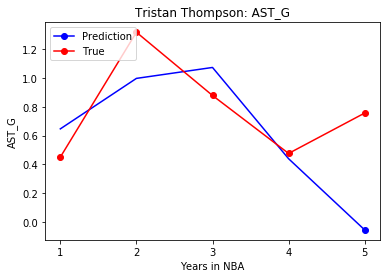 Tristan Thompson: AST_G
Prediction
True
AST_G
1.2
1.0
0.8
0.6
0.4
0.2
0.0
1 2 3 4 5
Years in NBA